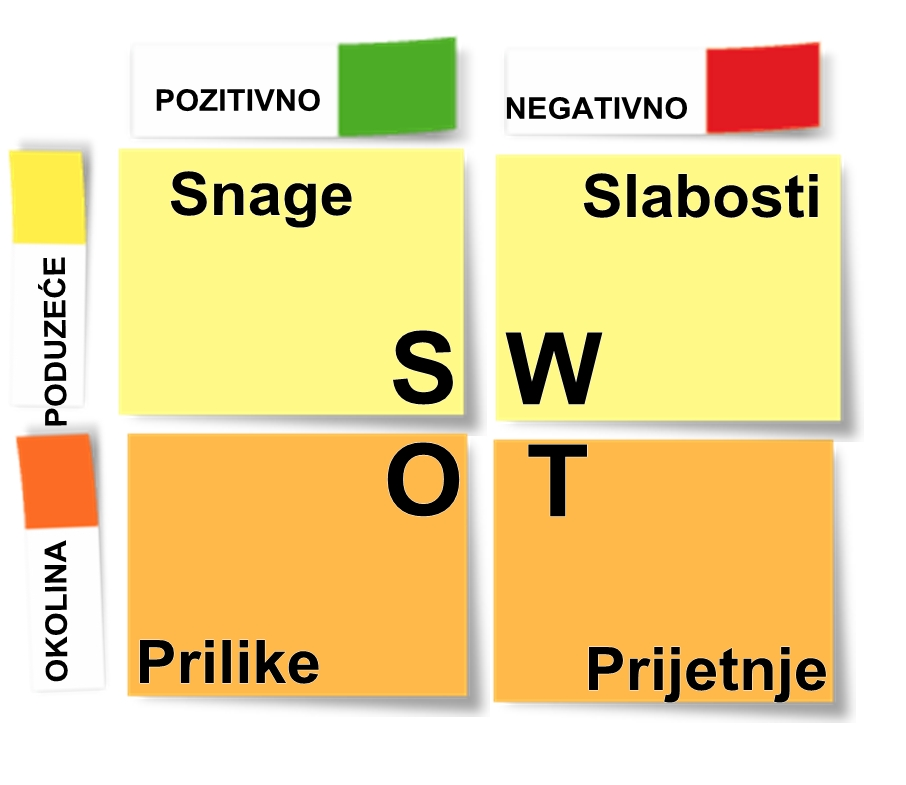 POZITIVNO
NEGATIVNO
PODUZEĆE
Snage
Slabosti
S
W
OKOLINA
O
T
Prilike
Prijetnje